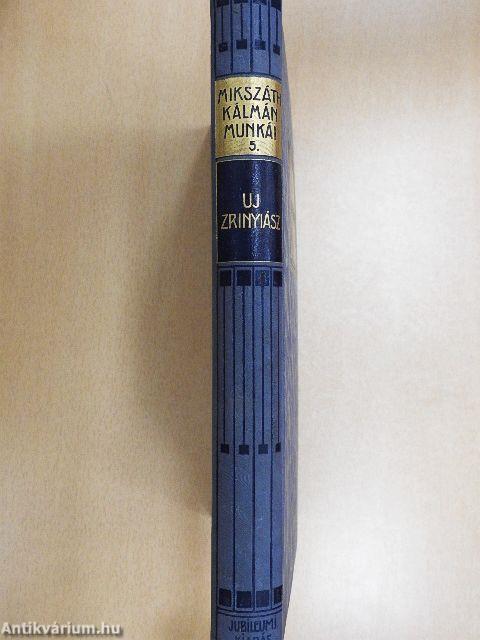 MIKSZÁTH
KÁLMÁN
MUNKÁI
5.
UJ
ZRINYIÁSZ
JUBILEUMI
KIADÁS
Antikvárium.hu